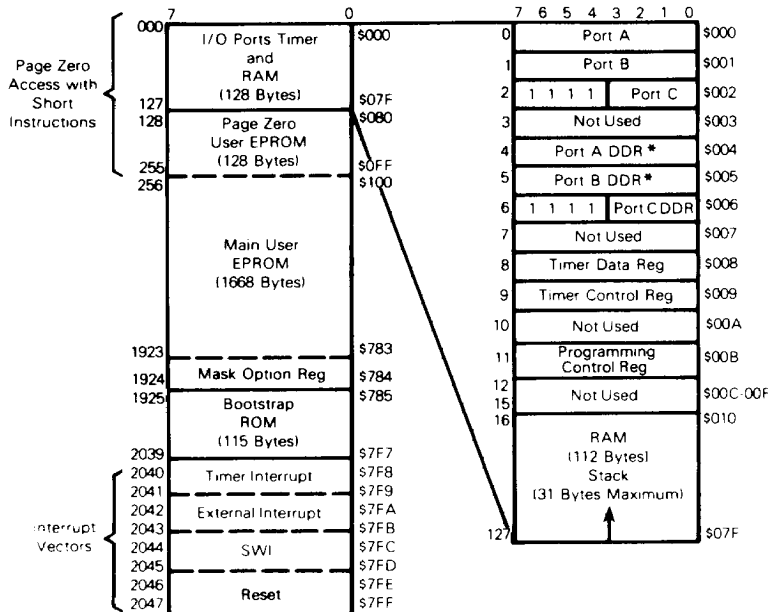 7 0
000 $000
I/O Ports Timer
and
RAM
(128 Bytes)
127 $07F
128 $080
Page Zero
User EPROM
(128 Bytes)
255 $0FF
256 $100
Page Zero
Access with
Short
Instructions
Main User
EPROM
(1668 Bytes)
1923 $783
1924 Mask Option Reg $784
1925 $785
Bootstrap
ROM
(115 Bytes)
2039 $7F7
2040 Timer Interrupt $7F8
2041 $7F9
2042 External Interrupt $7FA
2043 $7FB
2044 SWI $7FC
2045 $7FD
2046 Reset $7FE
2047 $7FF
Interrupt
Vectors
7 6 5 4 3 2 1 0
0 Port A $000
1 Port B $001
2 1 1 1 1 Port C $002
3 Not Used $003
4 Port A DDR* $004
5 Port B DDR* $005
6 1 1 1 1 Port C DDR $006
7 Not Used $007
8 Timer Data Reg $008
9 Timer Control Reg $009
10 Not Used $00A
11 Programming
Control Reg $00B
12
15 Not Used $00C-00F
16 $010
RAM
(112 Bytes)
Stack
(31 Bytes Maximum)
127 $07F